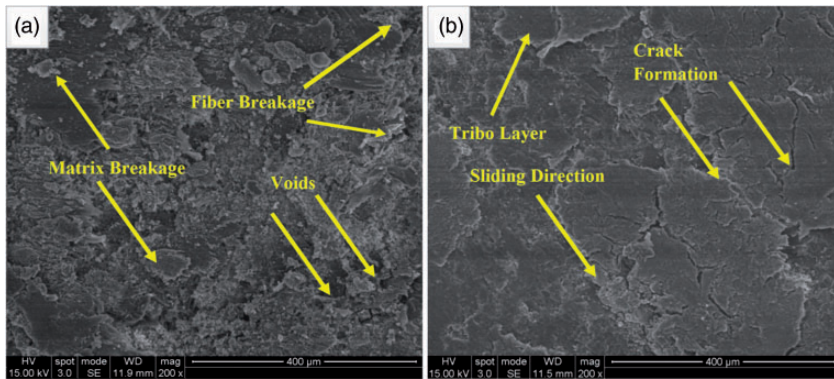 (a)
Fiber Breakage
Matrix Breakage
Voids
HV spot mode WD mag
15.00 kV 3.0 SE 11.9 mm 200 x
400 µm
(b)
Crack
Formation
Tribo Layer
Sliding Direction
HV spot mode WD mag
15.00 kV 3.0 SE 11.5 mm 200 x
400 µm